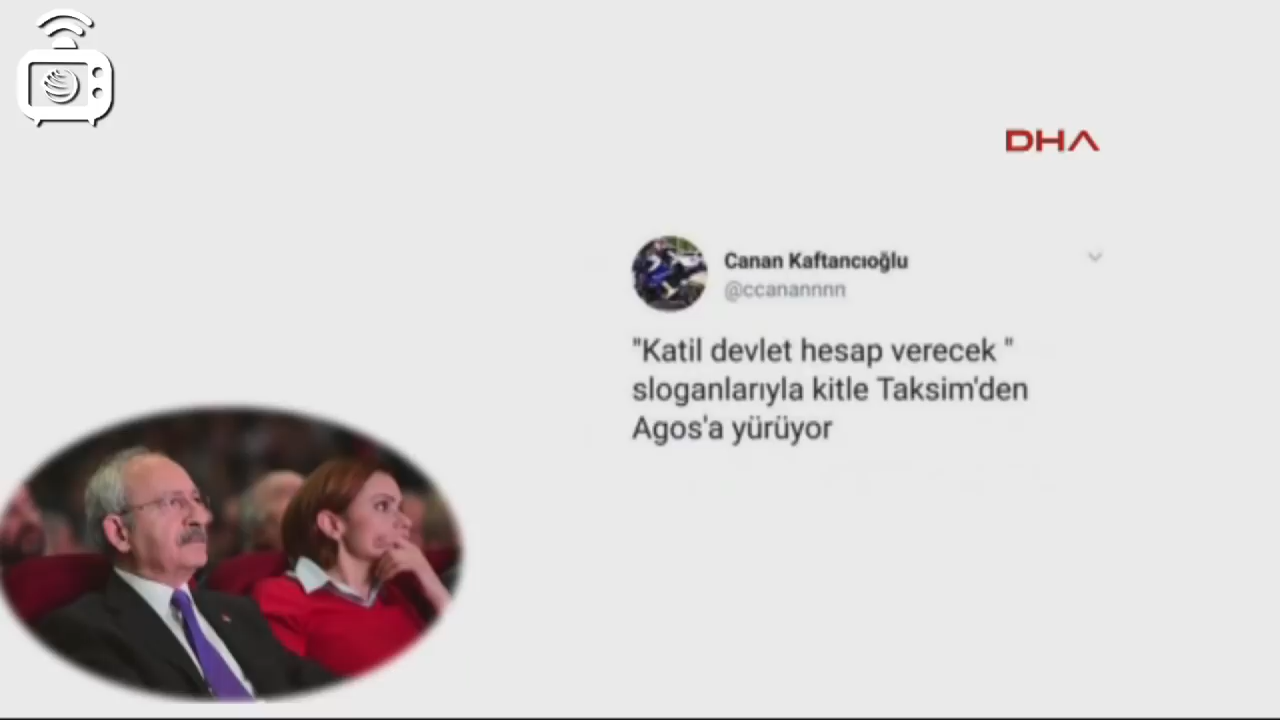 DHA
Canan Kaftancıoğlu
@ccanannnn
"Katil devlet hesap verecek "
sloganlarıyla kitle Taksim'den
Agos'a yürüyor